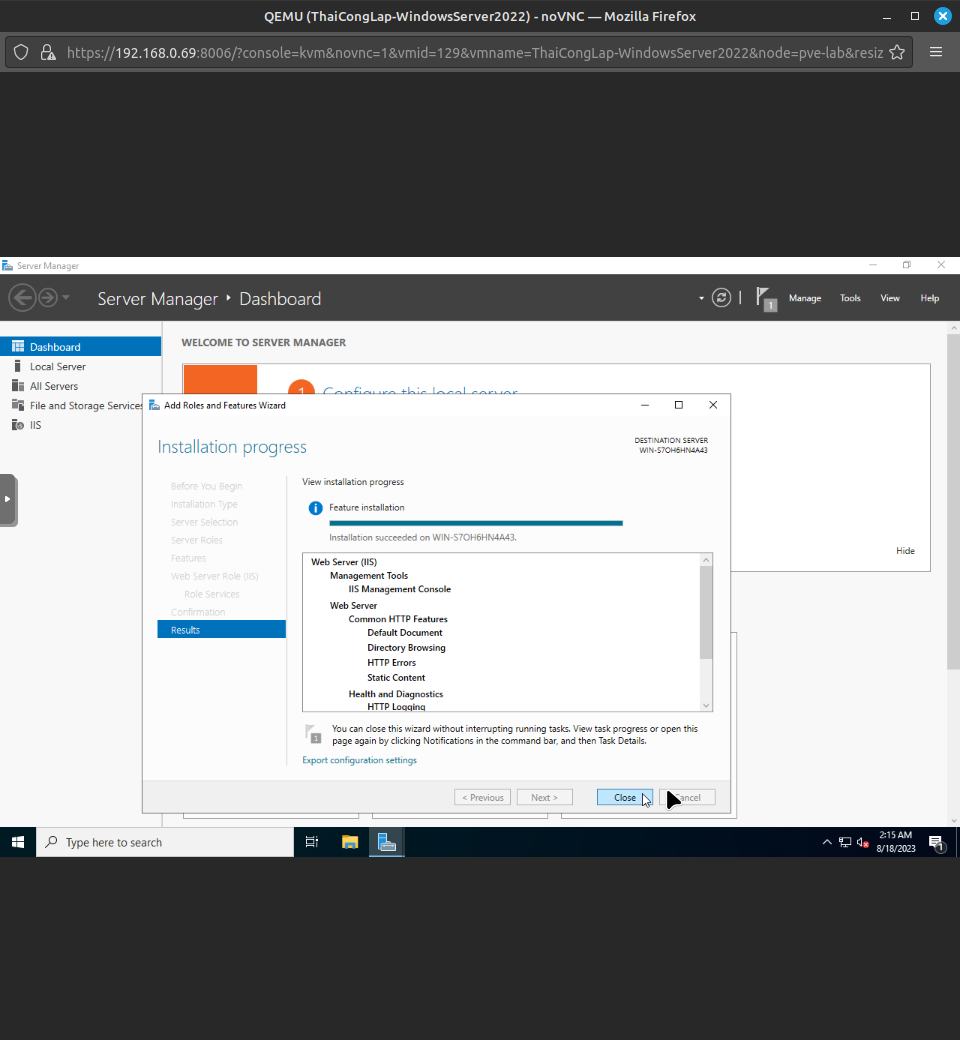 QEMU (ThaiCongLap-WindowsServer2022) - noVNC — Mozilla Firefox
https://192.168.0.69:8006/?console=kvm&novnc=1&vmid=129&vmname=ThaiCongLap-WindowsServer2022&node=pve-lab&resiz
Server Manager
Server Manager
Dashboard
1
Manage
Tools
View
Help
Dashboard
Local Server
All Servers
File and Storage Services
IIS
WELCOME TO SERVER MANAGER
1
Configure this local server
Hide
Add Roles and Features Wizard
Installation progress
DESTINATION SERVER
WIN-S7OH6HN4A43
Before You Begin
Installation Type
Server Selection
Server Roles
Features
Web Server Role (IIS)
Role Services
Confirmation
Results
View installation progress
Feature installation
Installation succeeded on WIN-S7OH6HN4A43.
Web Server (IIS)
Management Tools
IIS Management Console
Web Server
Common HTTP Features
Default Document
Directory Browsing
HTTP Errors
Static Content
Health and Diagnostics
HTTP Logging
1
You can close this wizard without interrupting running tasks. View task progress or open this
page again by clicking Notifications in the command bar, and then Task Details.
Export configuration settings
< Previous
Next >
Close
Cancel
Type here to search
2:15 AM
8/18/2023
1